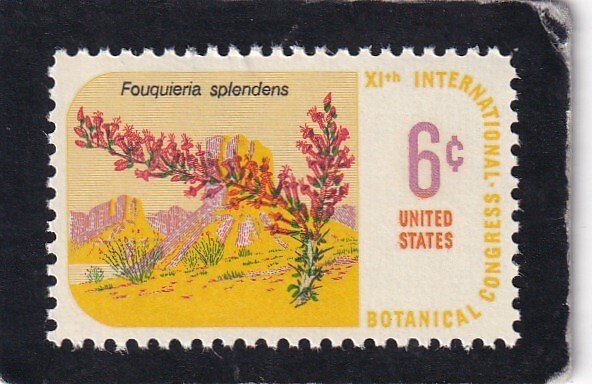 Fouquieria splendens
XIth INTERNATIONAL
BOTANICAL CONGRESS·
6¢
UNITED
STATES